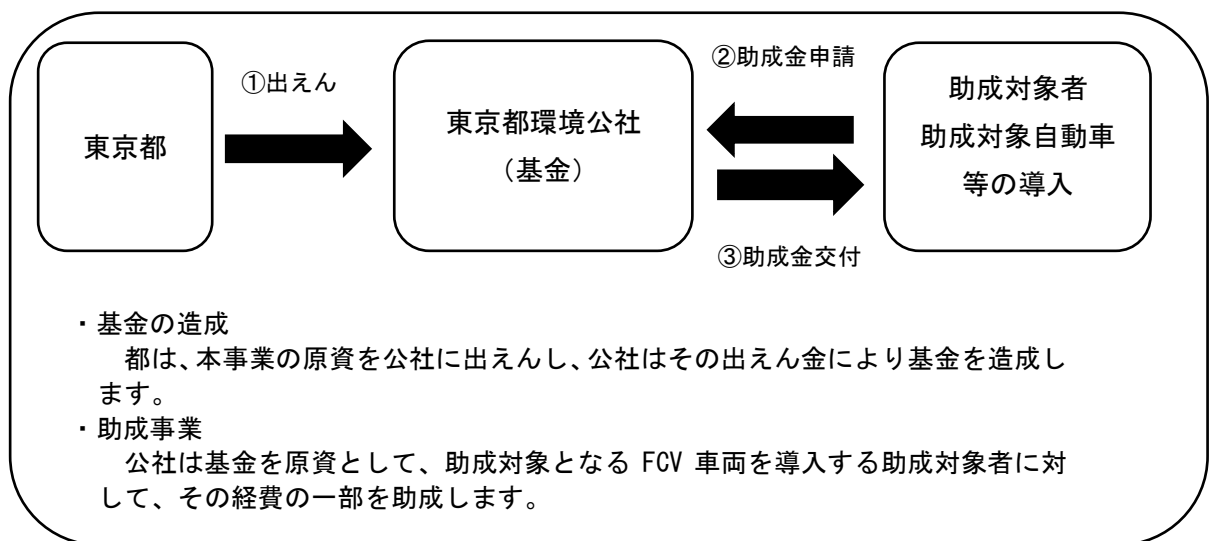 ①出えん
②助成金申請
東京都
東京都環境公社
（基金）
助成対象者
助成対象自動車
等の導入
③助成金交付
・基金の造成
都は、本事業の原資を公社に出えんし、公社はその出えん金により基金を造成し
ます。
・助成事業
公社は基金を原資として、助成対象となる FCV 車両を導入する助成対象者に対
して、その経費の一部を助成します。